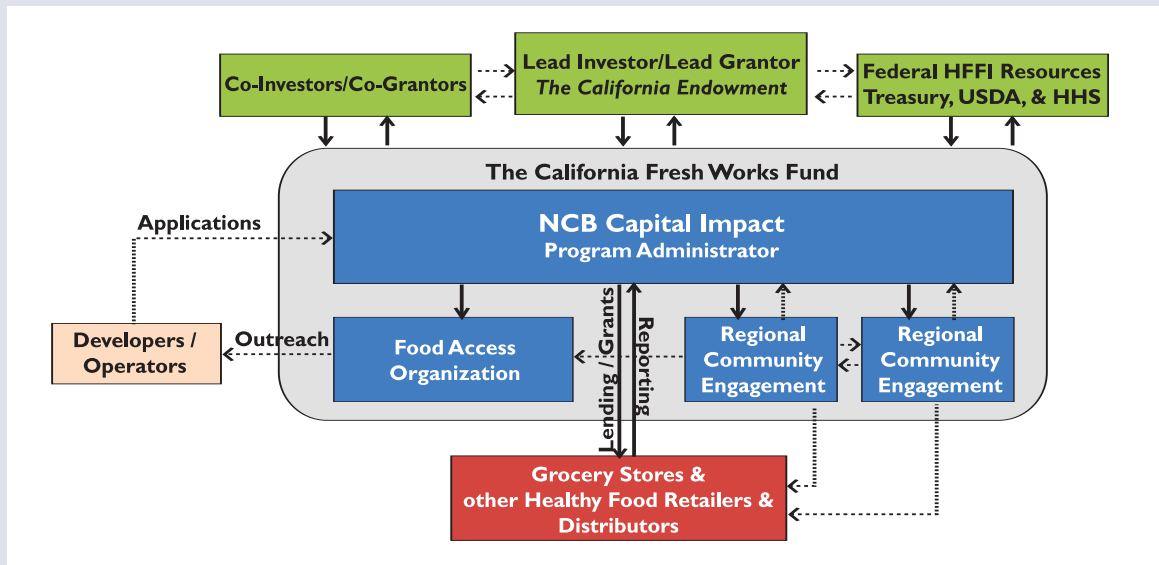 Co-Investors/Co-Grantors
Lead Investor/Lead Grantor
The California Endowment
Federal HFFI Resources
Treasury, USDA, & HHS
The California Fresh Works Fund
NCB Capital Impact
Program Administrator
Applications
Developers /
Operators
Outreach
Food Access
Organization
Lending / Grants
Reporting
Regional
Community
Engagement
Regional
Community
Engagement
Grocery Stores &
other Healthy Food Retailers &
Distributors